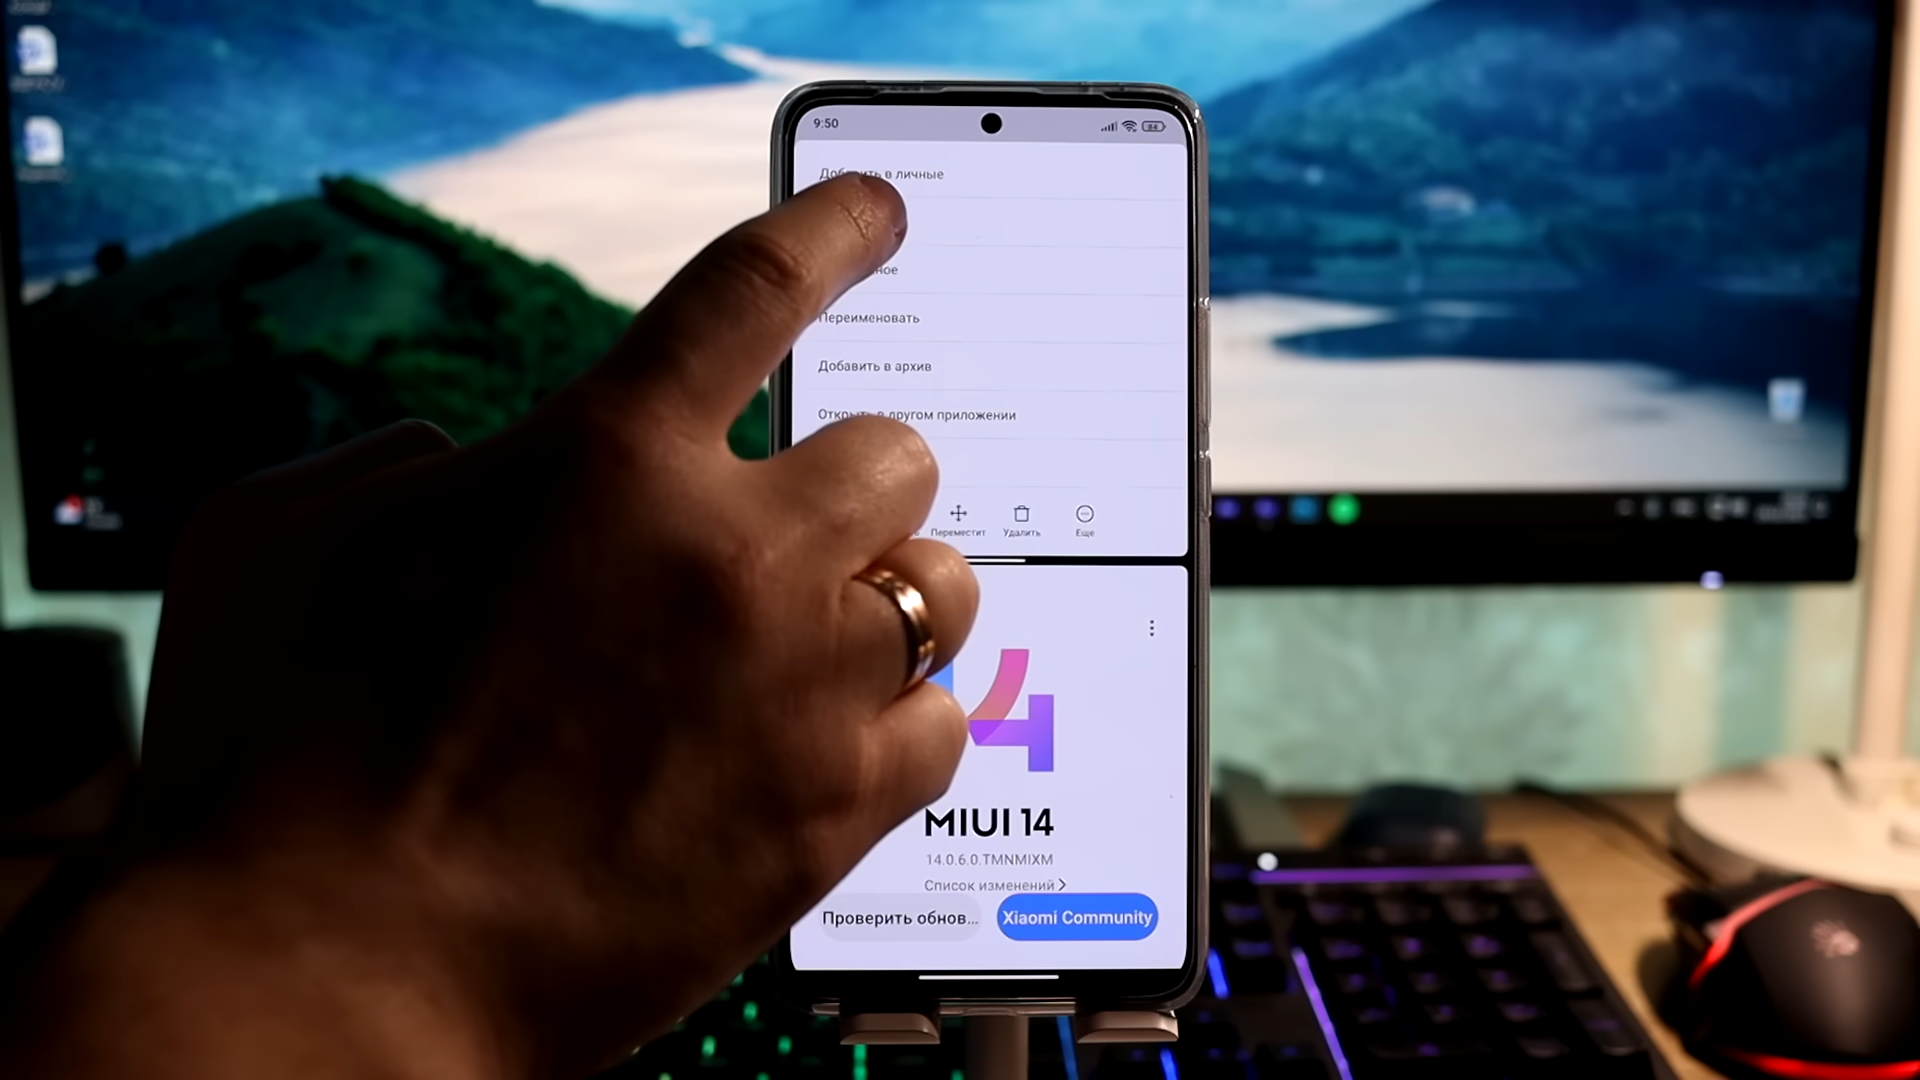 9:50
84
в личные
Переименовать
Добавить в архив
другом приложении
Переместит
Удалить
Еще
MIUI 14
14.0.6.0.TMNMIXM
Список изменений
Проверить обнов...
Xiaomi Community